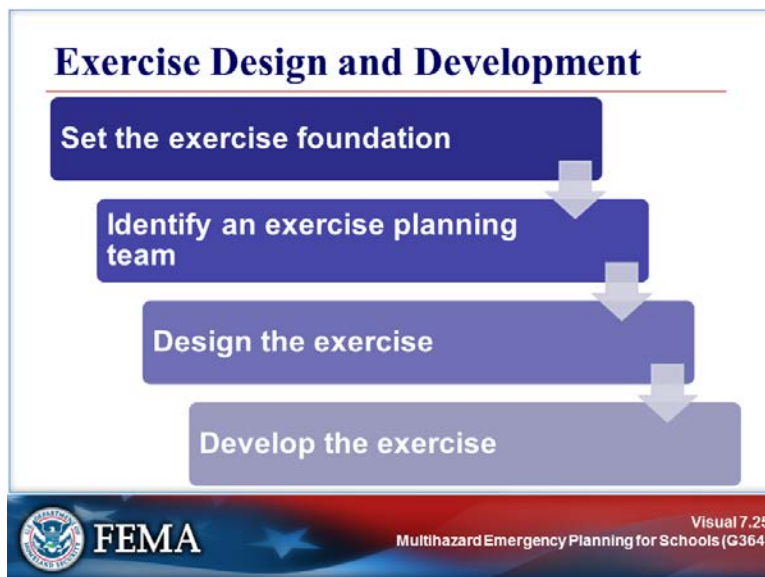 Exercise Design and Development
Set the exercise foundation
Identify an exercise planning
team
Design the exercise
Develop the exercise
FEMA
Visual 7.25
Multihazard Emergency Planning for Schools (G364